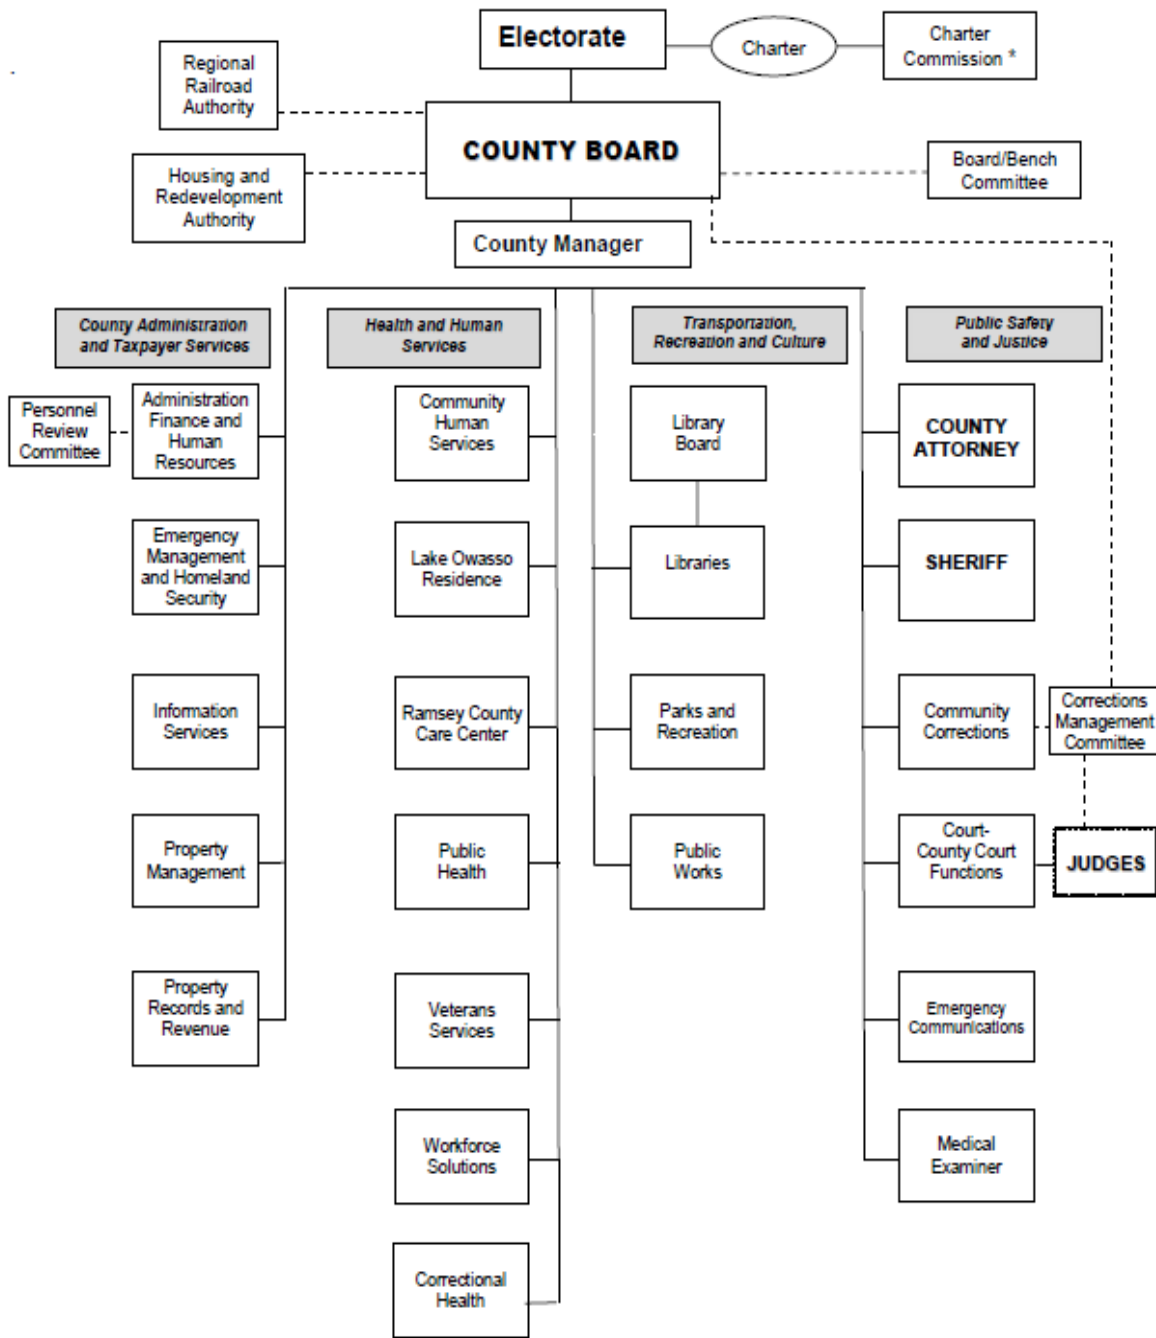 Electorate
Charter
Charter
Commission *
Regional
Railroad
Authority
COUNTY BOARD
Housing and
Redevelopment
Authority
Board/Bench
Committee
County Manager
County Administration
and Taxpayer Services
Health and Human
Services
Transportation,
Recreation and Culture
Public Safety
and Justice
Personnel
Review
Committee
Administration
Finance and
Human
Resources
Community
Human
Services
Library
Board
COUNTY
ATTORNEY
Emergency
Management
and Homeland
Security
Lake Owasso
Residence
Libraries
SHERIFF
Information
Services
Ramsey County
Care Center
Parks and
Recreation
Community
Corrections
Corrections
Management
Committee
Property
Management
Public
Health
Public
Works
Court-
County Court
Functions
JUDGES
Property
Records and
Revenue
Veterans
Services
Emergency
Communications
Workforce
Solutions
Medical
Examiner
Correctional
Health